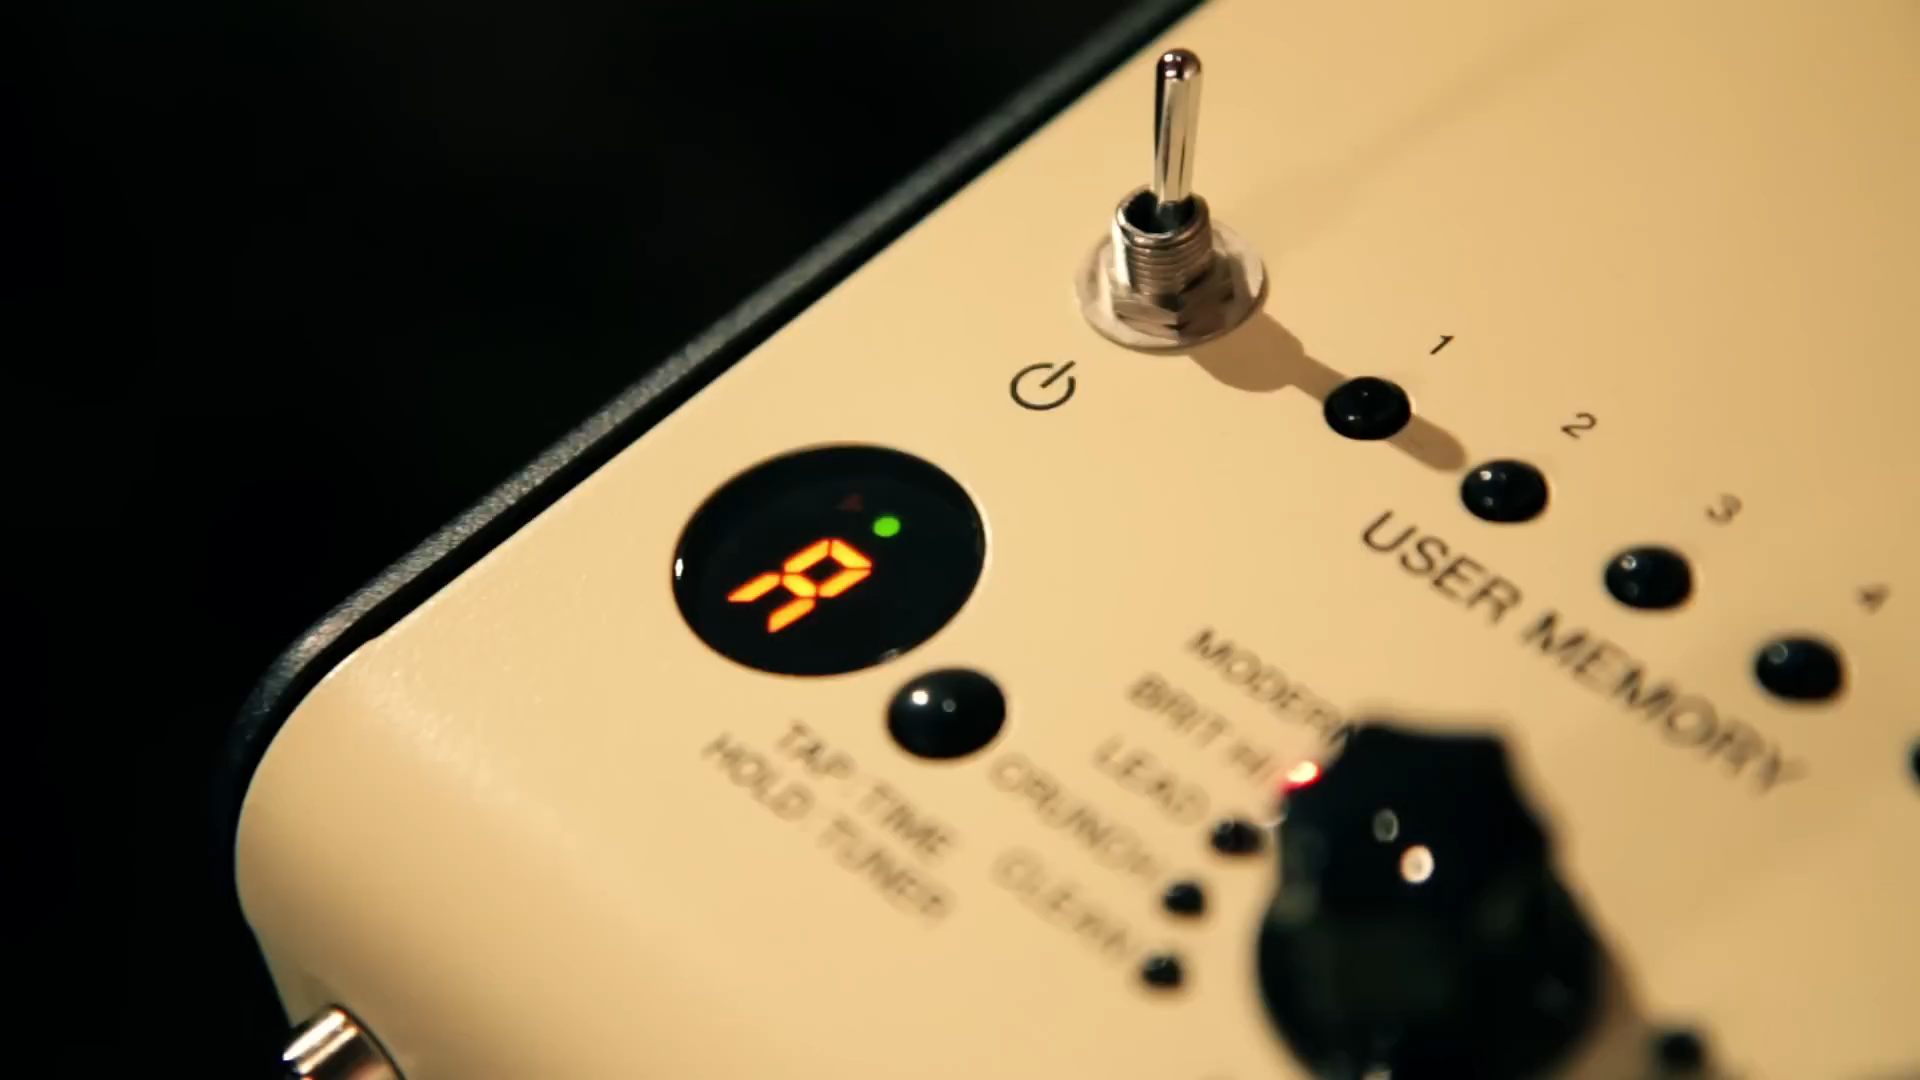 1
2
3
4
USER MEMORY
A
TAP: TIME
HOLD: TUNER
MODERN
BRIT HI
LEAD
CRUNCH
CLEAN